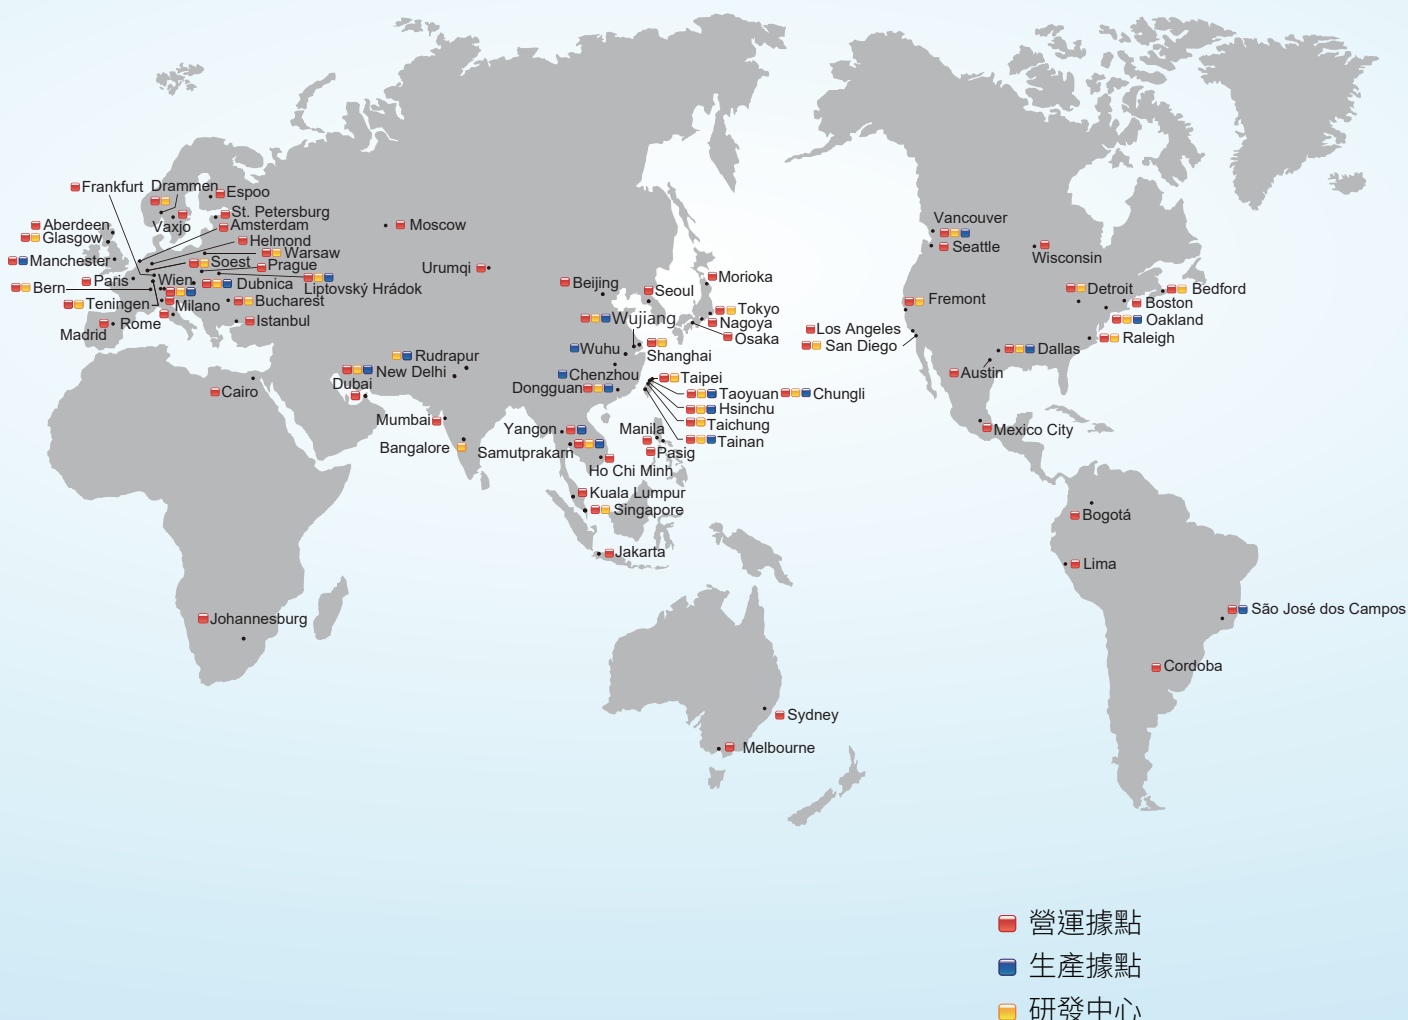 Frankfurt
Drammen
Espoo
Aberdeen
St. Petersburg
Vaxjo
Amsterdam
Moscow
Glasgow
Helmond
Warsaw
Manchester
Soest
Prague
Urumqi
Paris
Wien
Dubnica
Liptovský Hrádok
Bern
Teningen
Milano
Bucharest
Madrid
Rome
Istanbul
Cairo
Rudrapur
New Delhi
Dubai
Mumbai
Bangalore
Johannesburg
Beijing
Seoul
Morioka
Wujiang
Tokyo
Nagoya
Osaka
Wuhu
Shanghai
Chenzhou
Dongguan
Taipei
Taoyuan
Chungli
Hsinchu
Taichung
Tainan
Yangon
Manila
Samutprakarn
Pasig
Ho Chi Minh
Kuala Lumpur
Singapore
Jakarta
Sydney
Melbourne
Vancouver
Seattle
Wisconsin
Fremont
Detroit
Bedford
Boston
Los Angeles
Oakland
San Diego
Raleigh
Dallas
Austin
Mexico City
Bogotá
Lima
São José dos Campos
Cordoba
營運據點
生產據點
研發中心